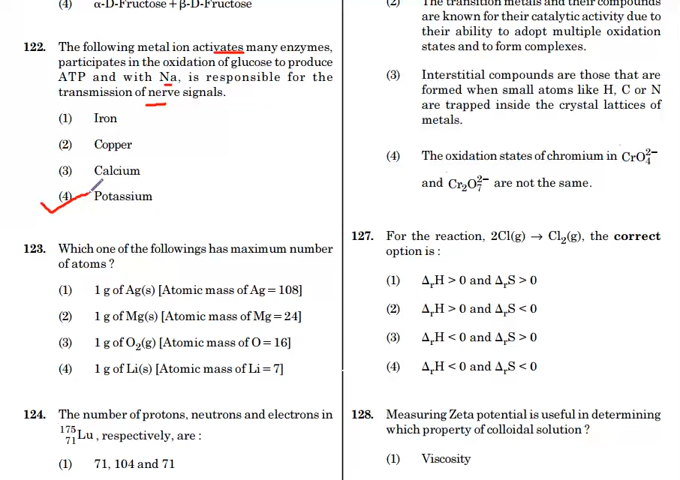 (4) α-D-Fructose + β-D-Fructose
122. The following metal ion activates many enzymes,
participates in the oxidation of glucose to produce
ATP and with Na, is responsible for the
transmission of nerve signals.
(1) Iron
(2) Copper
(3) Calcium
(4) Potassium
123. Which one of the followings has maximum number
of atoms ?
(1) 1 g of Ag(s) [Atomic mass of Ag = 108]
(2) 1 g of Mg(s) [Atomic mass of Mg = 24]
(3) 1 g of O₂(g) [Atomic mass of O = 16]
(4) 1 g of Li(s) [Atomic mass of Li = 7]
124. The number of protons, neutrons and electrons in
¹⁷⁵₇₁Lu, respectively, are :
(1) 71, 104 and 71
(2) The transition metals and their compounds
are known for their catalytic activity due to
their ability to adopt multiple oxidation
states and to form complexes.
(3) Interstitial compounds are those that are
formed when small atoms like H, C or N
are trapped inside the crystal lattices of
metals.
(4) The oxidation states of chromium in CrO₄²⁻
and Cr₂O₇²⁻ are not the same.
127. For the reaction, 2Cl(g) → Cl₂(g), the correct
option is :
(1) ΔᵣH > 0 and ΔᵣS > 0
(2) ΔᵣH > 0 and ΔᵣS < 0
(3) ΔᵣH < 0 and ΔᵣS > 0
(4) ΔᵣH < 0 and ΔᵣS < 0
128. Measuring Zeta potential is useful in determining
which property of colloidal solution ?
(1) Viscosity